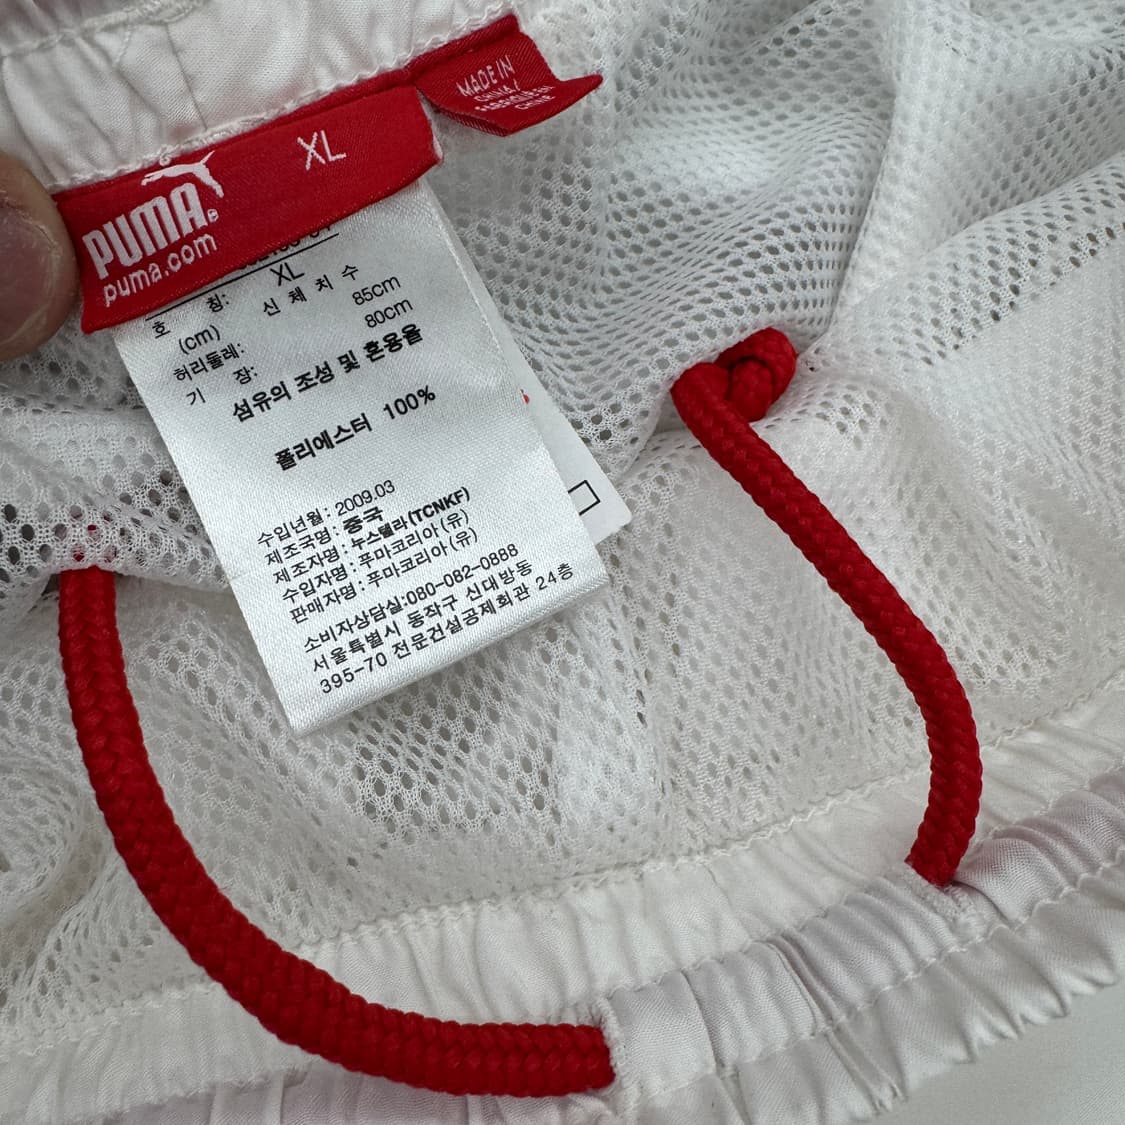 MADE IN
CHINA/
CHINE
XL
PUMA
puma.com
XL
호 칭: 신 체 치 수
(cm)
허리둘레: 85cm
기 장: 80cm
섬유의 조성 및 혼용율
폴리에스터 100%
수입년월: 2009.03
제조국명: 중국
제조자명: 누스텔라(TCNKF)
수입자명: 푸마코리아(유)
판매자명: 푸마코리아(유)
소비자상담실:080-082-0888
서울특별시 동작구 신대방동
395-70 전문건설공제회관 24층